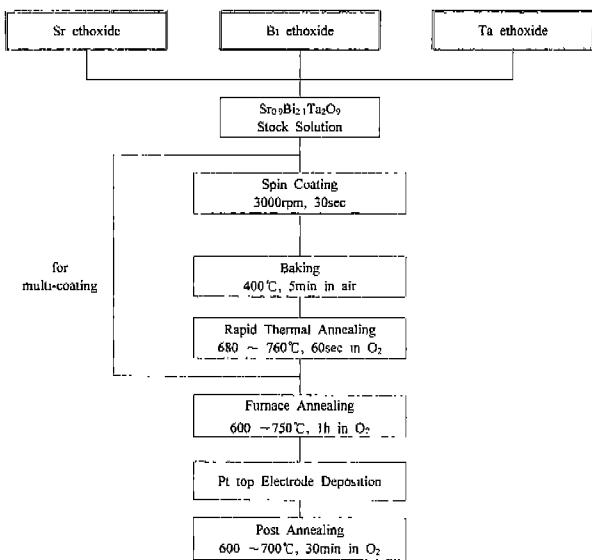 Sr ethoxide
Bi ethoxide
Ta ethoxide
Sr0.9Bi2.1Ta2O9
Stock Solution
Spin Coating
3000rpm, 30sec
for
multi-coating
Baking
400℃, 5min in air
Rapid Thermal Annealing
680 ~ 760℃, 60sec in O2
Furnace Annealing
600 ~750℃, 1h in O2
Pt top Electrode Deposition
Post Annealing
600 ~700℃, 30min in O2